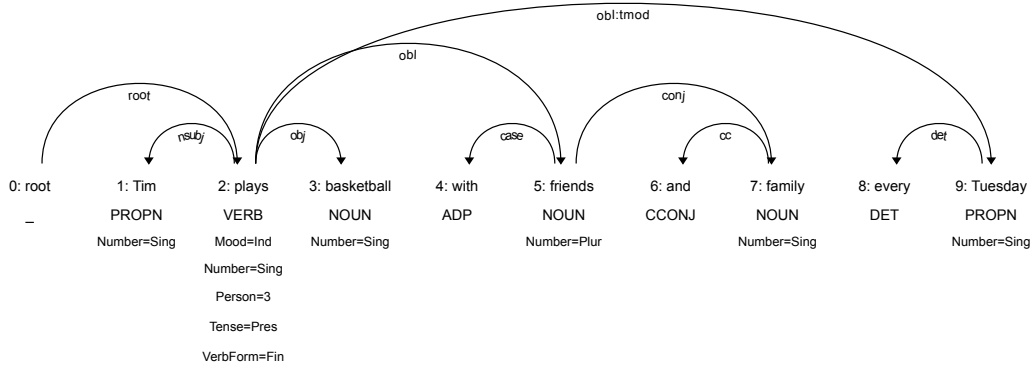 obl:tmod
obl
root
conj
nsubj
obj
case
cc
det
0: root 1: Tim 2: plays 3: basketball 4: with 5: friends 6: and 7: family 8: every 9: Tuesday
_ PROPN VERB NOUN ADP NOUN CCONJ NOUN DET PROPN
Number=Sing Mood=Ind Number=Sing Number=Plur Number=Sing Number=Sing
Number=Sing
Person=3
Tense=Pres
VerbForm=Fin